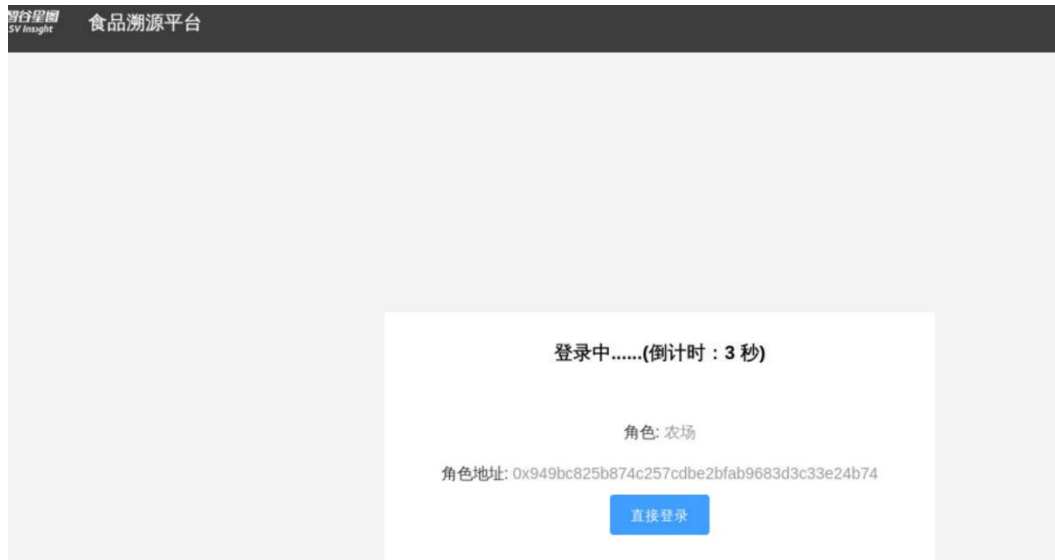 智谷星图 食品溯源平台
SV Insight
登录中......(倒计时：3 秒)
角色: 农场
角色地址: 0x949bc825b874c257cdbe2bfab9683d3c33e24b74
直接登录